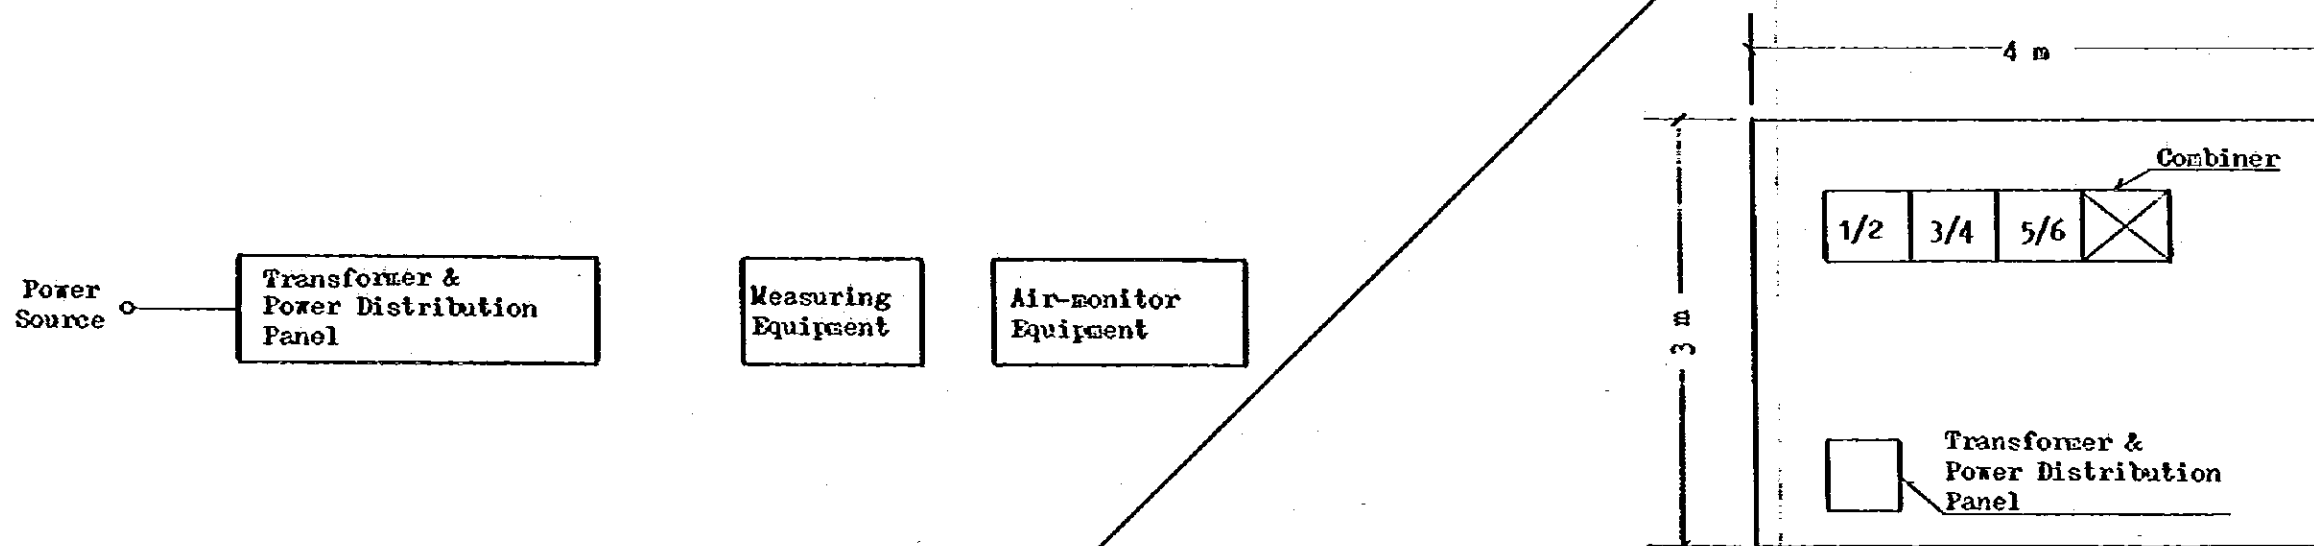 Power
Source
Transformer &
Power Distribution
Panel
Measuring
Equipment
Air-monitor
Equipment
4 m
3 m
Combiner
1/2
3/4
5/6
Transformer &
Power Distribution
Panel